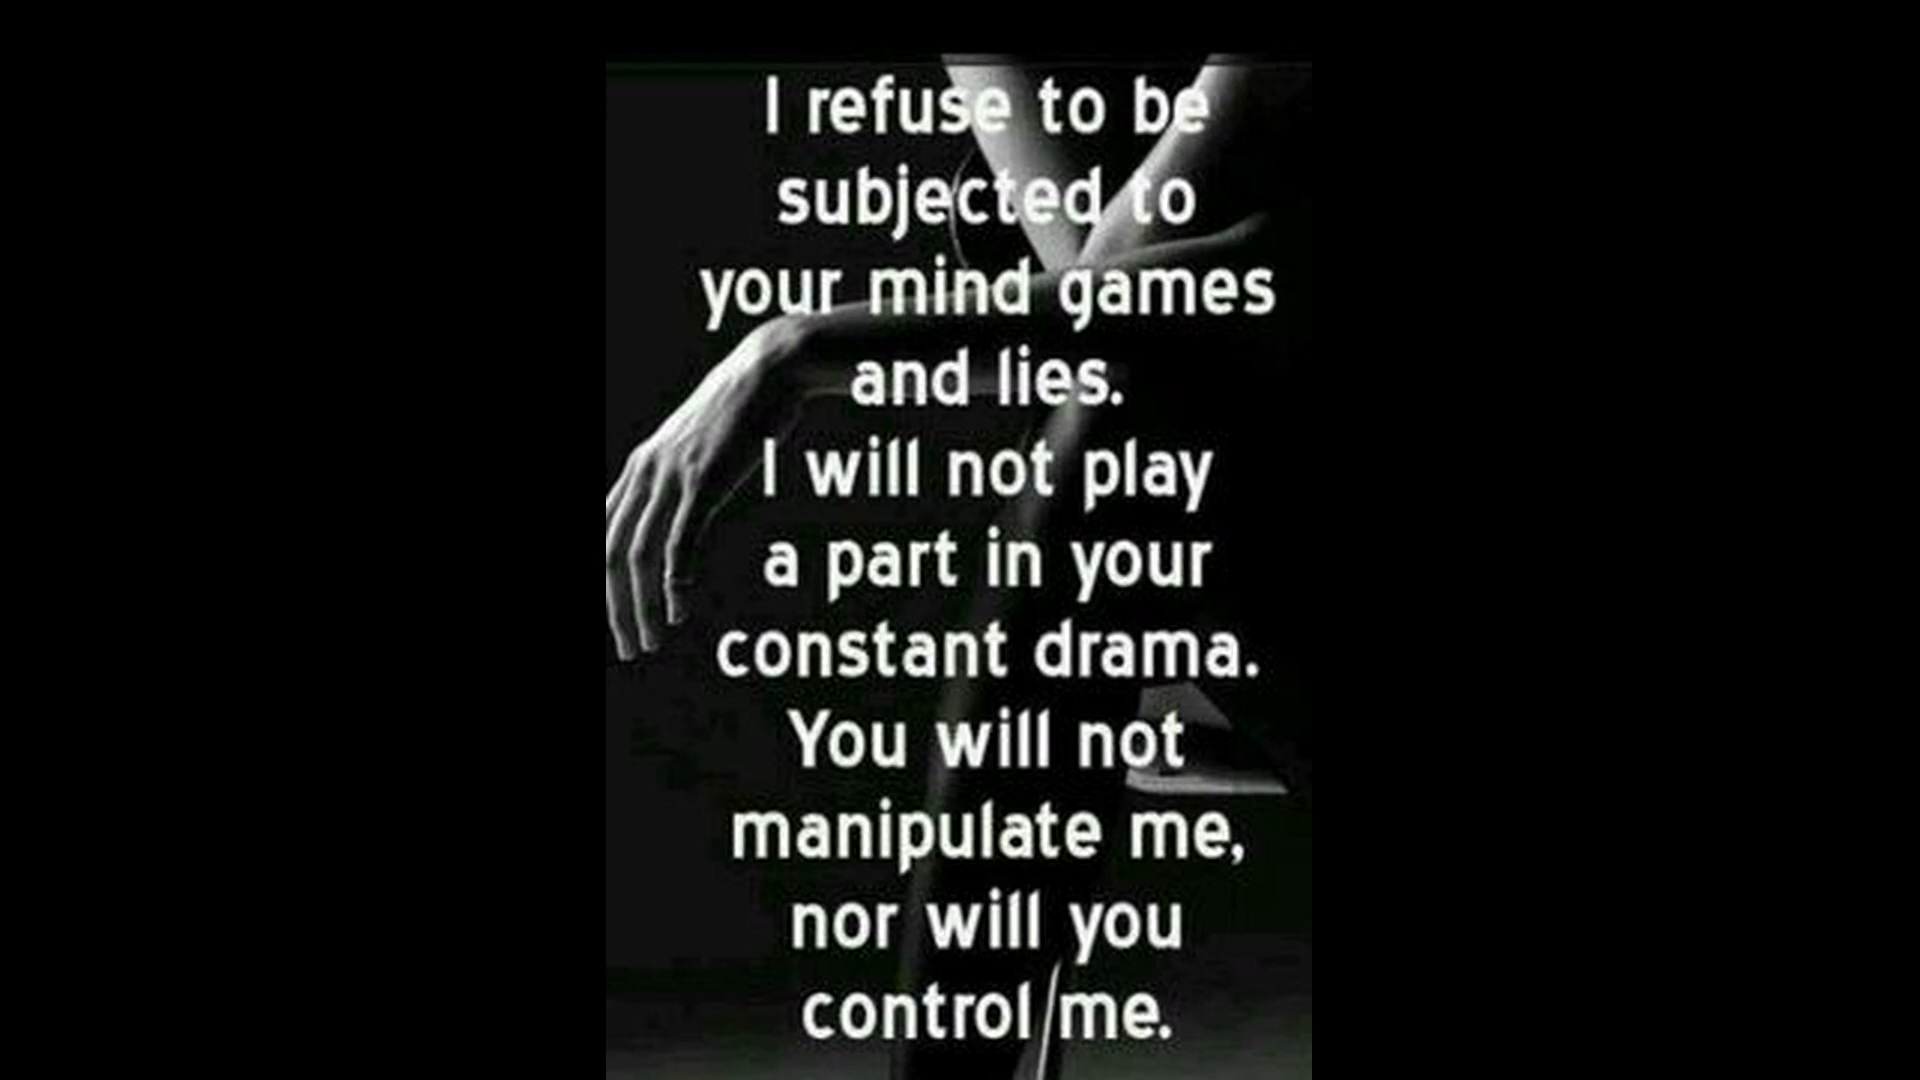 I refuse to be
subjected to
your mind games
and lies.
I will not play
a part in your
constant drama.
You will not
manipulate me,
nor will you
control me.